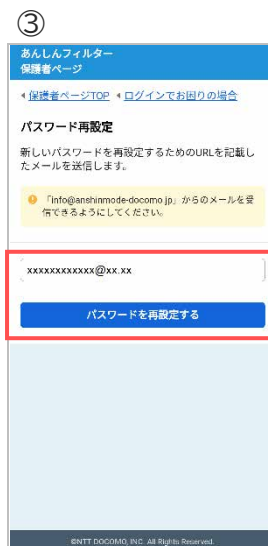 ③
あんしんフィルター
保護者ページ
保護者ページTOP ログインでお困りの場合
パスワード再設定
新しいパスワードを再設定するためのURLを記載し
たメールを送信します。
「info@anshinmode-docomo.jp」からのメールを受
信できるようにしてください。
xxxxxxxxxxxx@xx.xx
パスワードを再設定する
©NTT DOCOMO, INC. All Rights Reserved.